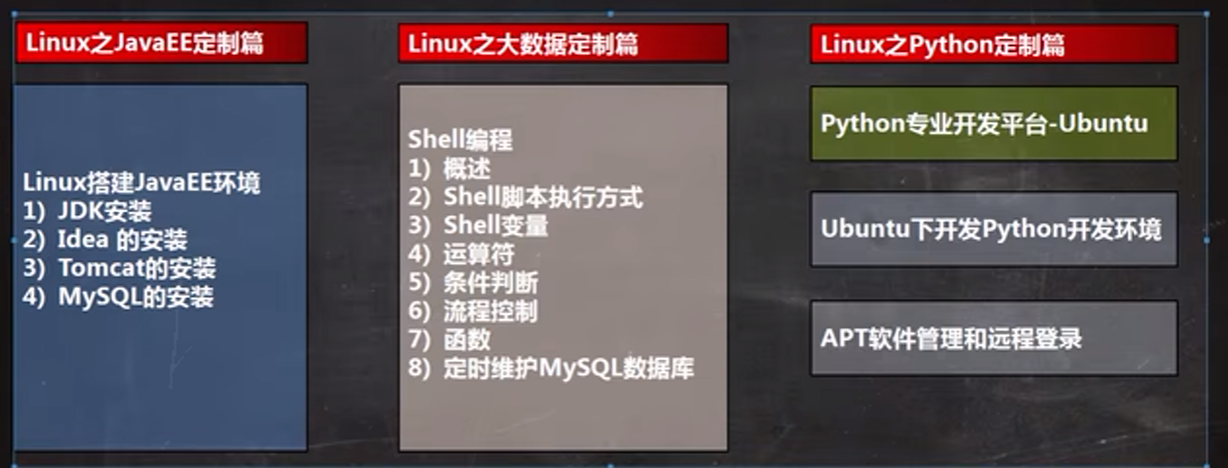 Linux之JavaEE定制篇
Linux搭建JavaEE环境
1) JDK安装
2) Idea 的安装
3) Tomcat的安装
4) MySQL的安装
Linux之大数据定制篇
Shell编程
1) 概述
2) Shell脚本执行方式
3) Shell变量
4) 运算符
5) 条件判断
6) 流程控制
7) 函数
8) 定时维护MySQL数据库
Linux之Python定制篇
Python专业开发平台-Ubuntu
Ubuntu下开发Python开发环境
APT软件管理和远程登录